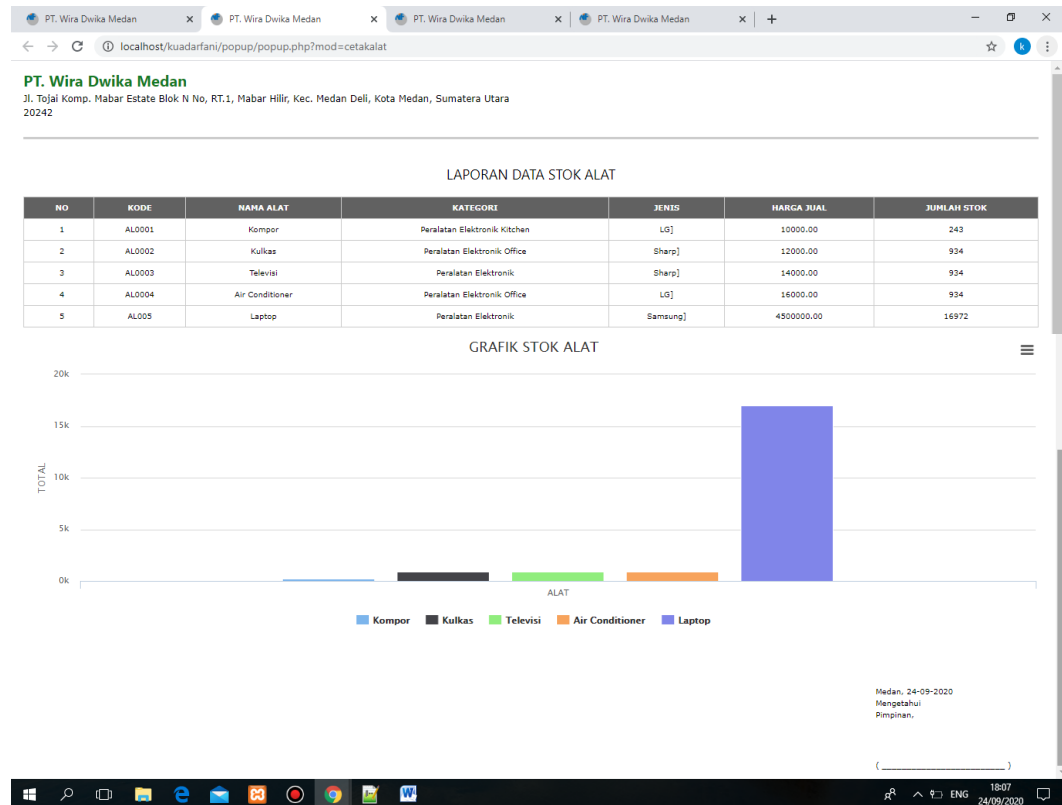 PT. Wira Dwika Medan
PT. Wira Dwika Medan
PT. Wira Dwika Medan
PT. Wira Dwika Medan
localhost/kuadarfani/popup/popup.php?mod=cetakalat
k
PT. Wira Dwika Medan
Jl. Tojai Komp. Mabar Estate Blok N No, RT.1, Mabar Hilir, Kec. Medan Deli, Kota Medan, Sumatera Utara
20242
LAPORAN DATA STOK ALAT
NO KODE NAMA ALAT KATEGORI JENIS HARGA JUAL JUMLAH STOK
1 AL0001 Kompor Peralatan Elektronik Kitchen LG] 10000.00 243
2 AL0002 Kulkas Peralatan Elektronik Office Sharp] 12000.00 934
3 AL0003 Televisi Peralatan Elektronik Sharp] 14000.00 934
4 AL0004 Air Conditioner Peralatan Elektronik Office LG] 16000.00 934
5 AL005 Laptop Peralatan Elektronik Samsung] 4500000.00 16972
GRAFIK STOK ALAT
20k
15k
10k
5k
0k
TOTAL
ALAT
Kompor Kulkas Televisi Air Conditioner Laptop
Medan, 24-09-2020
Mengetahui
Pimpinan,
( _________________________ )
ENG
18:07
24/09/2020